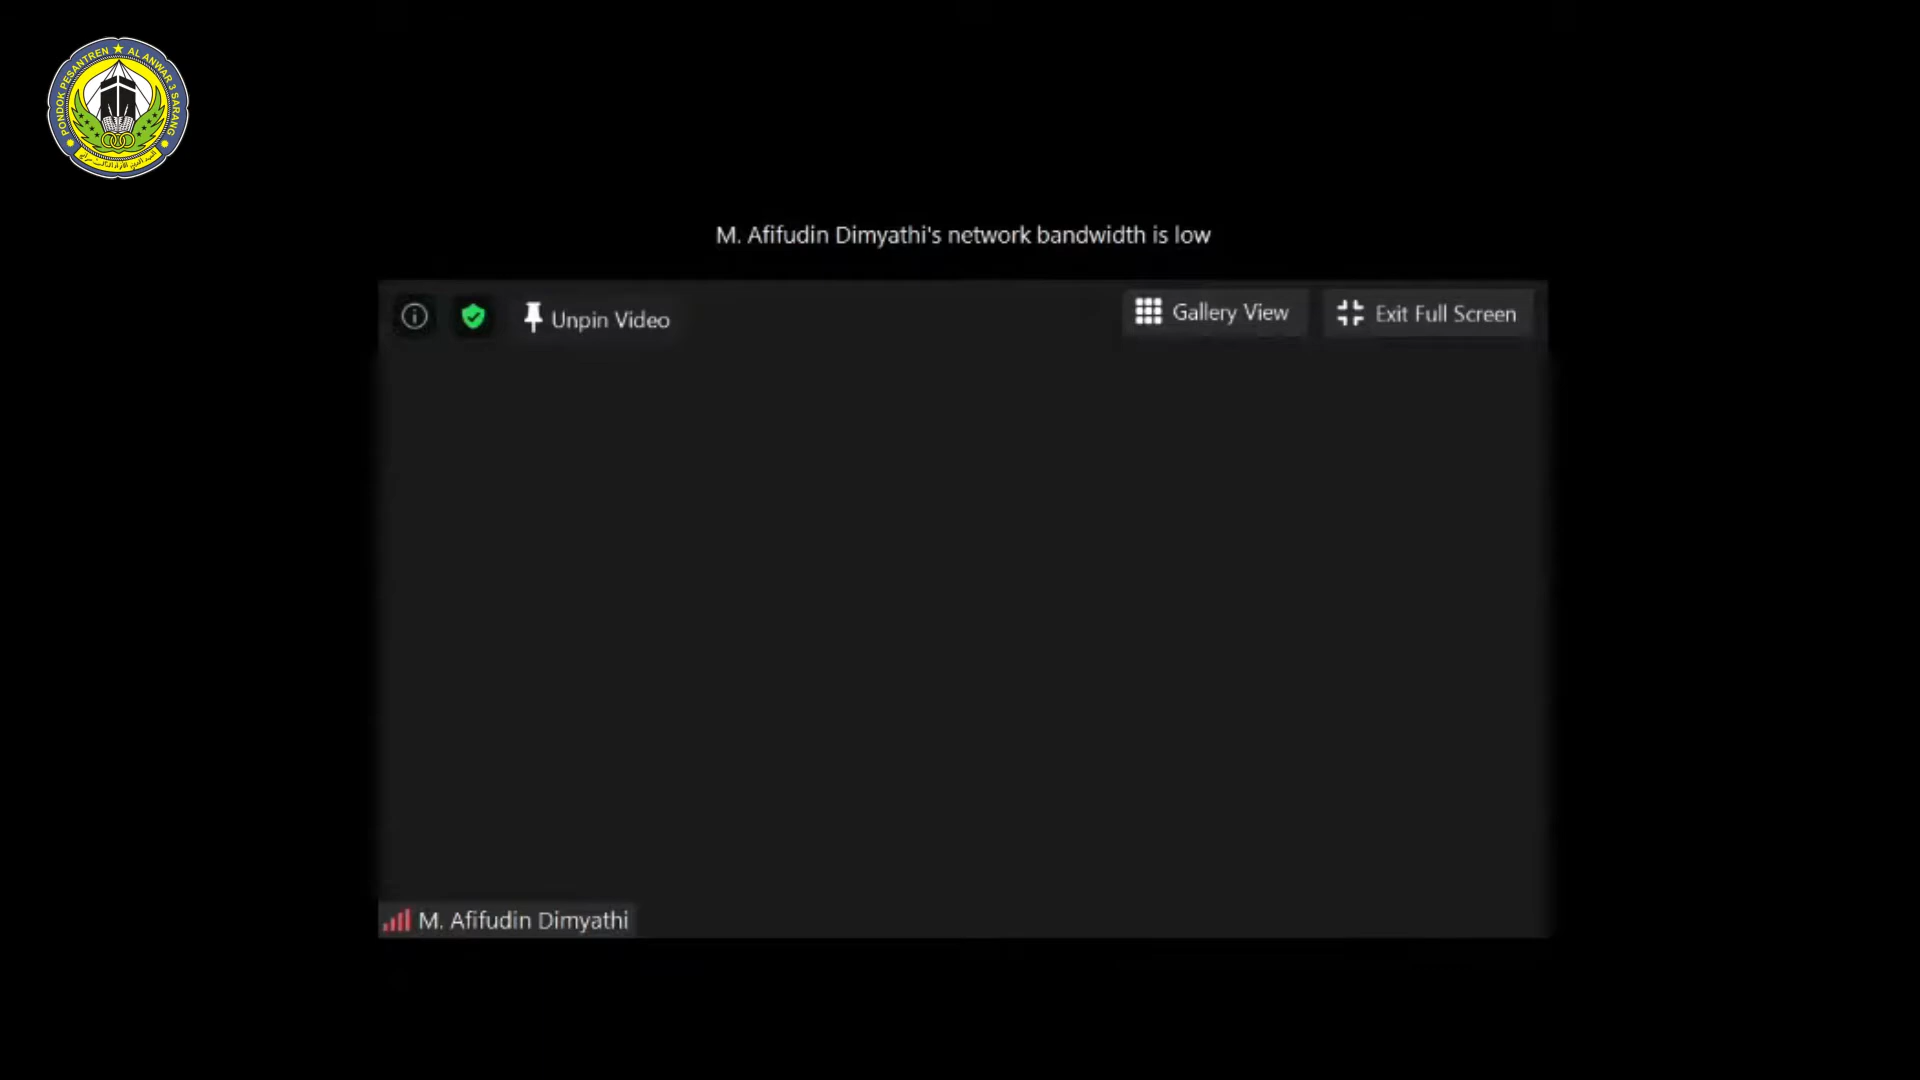 PONDOK PESANTREN ★ AL ANWAR 3 SARANG
M. Afifudin Dimyathi's network bandwidth is low
Unpin Video
Gallery View
Exit Full Screen
M. Afifudin Dimyathi